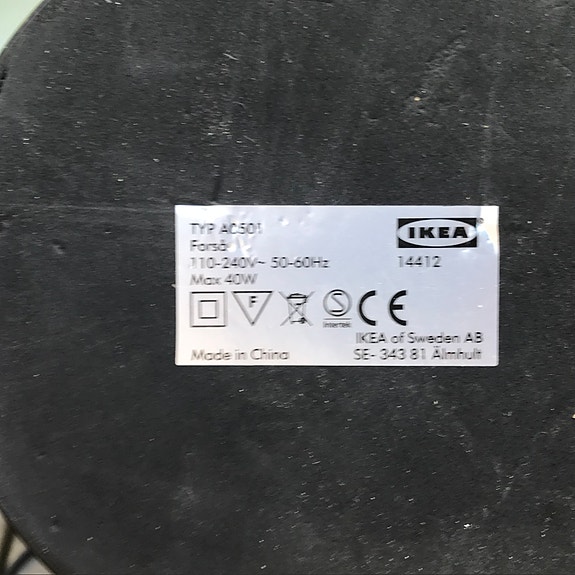 TYP AC501
Forså
110-240V~ 50-60Hz
Max 40W
IKEA®
14412
F
S
Intertek
CE
IKEA of Sweden AB
SE- 343 81 Älmhult
Made in China